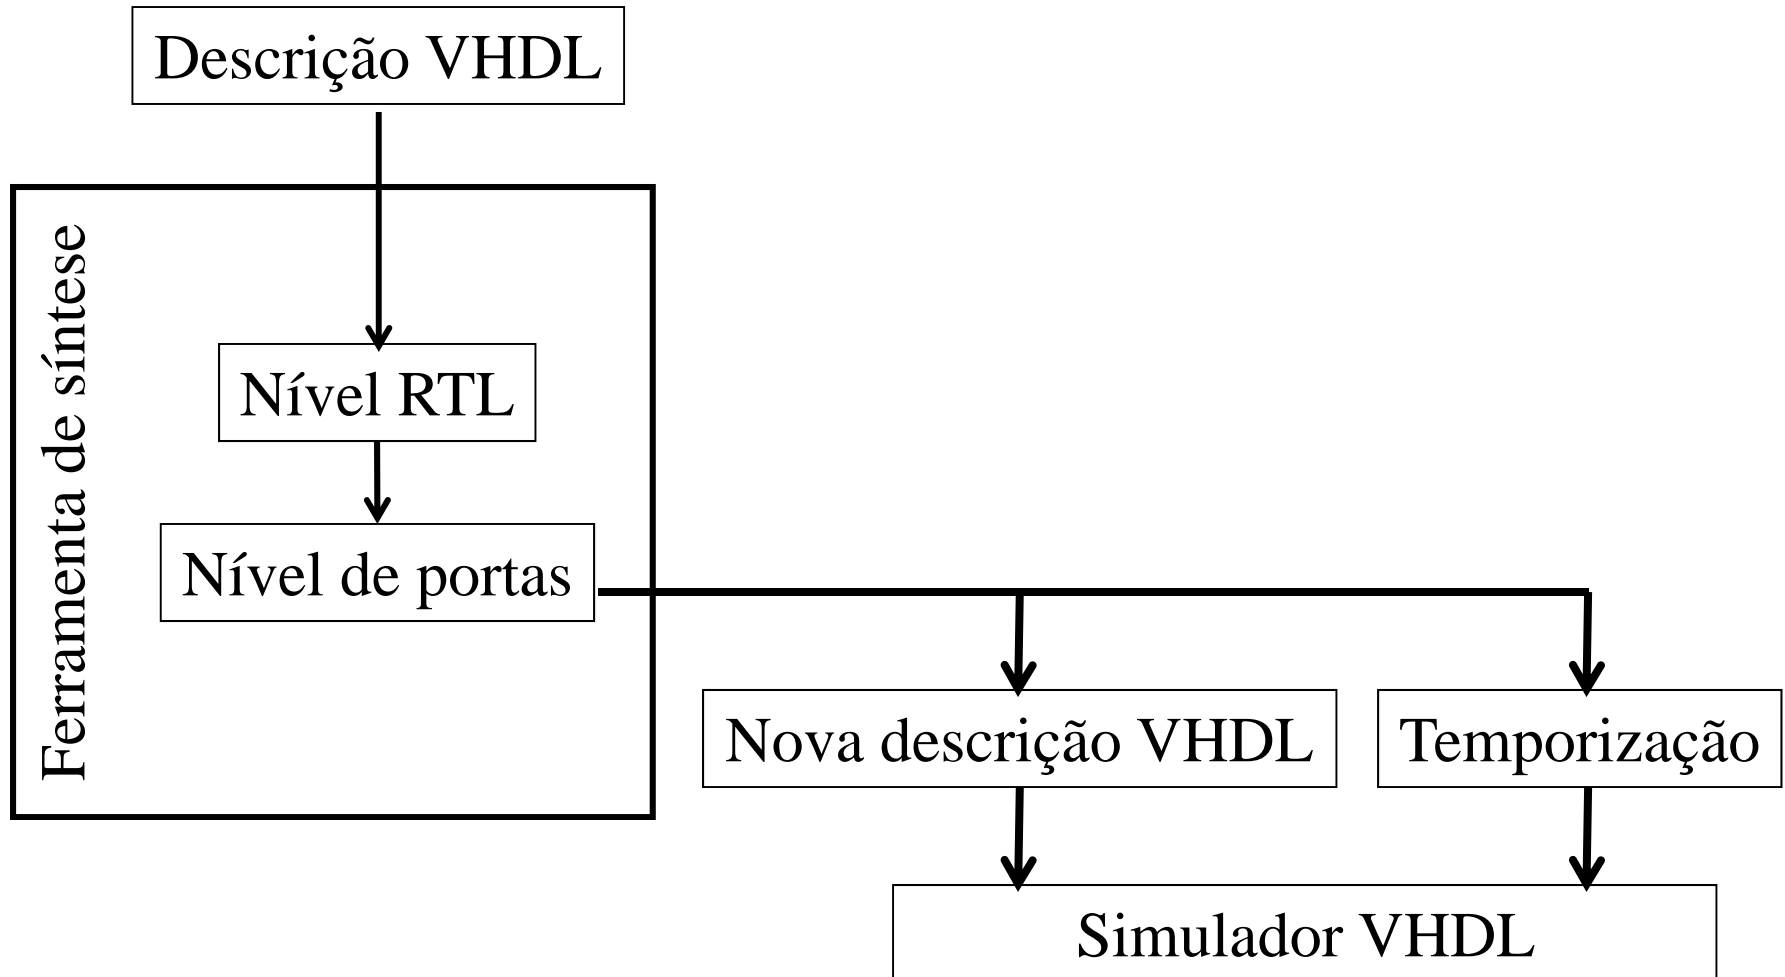 Descrição VHDL
Ferramenta de síntese
Nível RTL
Nível de portas
Nova descrição VHDL
Temporização
Simulador VHDL